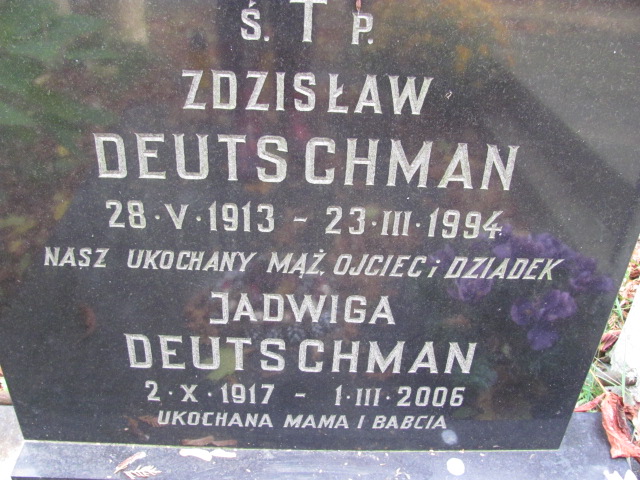 Ś. † P.
ZDZISŁAW
DEUTSCHMAN
28·V·1913 - 23·III·1994
NASZ UKOCHANY MĄŻ, OJCIEC i DZIADEK
JADWIGA
DEUTSCHMAN
2·X·1917 - 1·III·2006
UKOCHANA MAMA I BABCIA